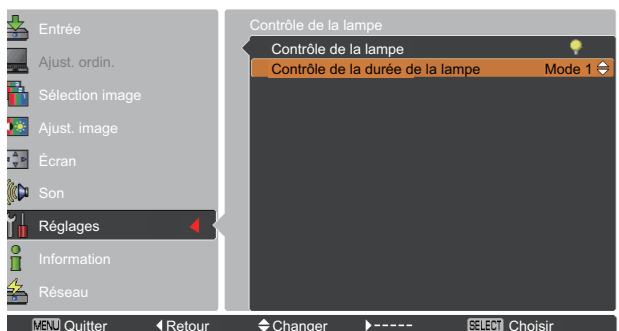 Entrée
Ajust. ordin.
Sélection image
Ajust. image
Écran
Son
Réglages
Information
Réseau
Contrôle de la lampe
Contrôle de la lampe
Contrôle de la durée de la lampe Mode 1
MENU Quitter Retour Changer ----- SELECT Choisir